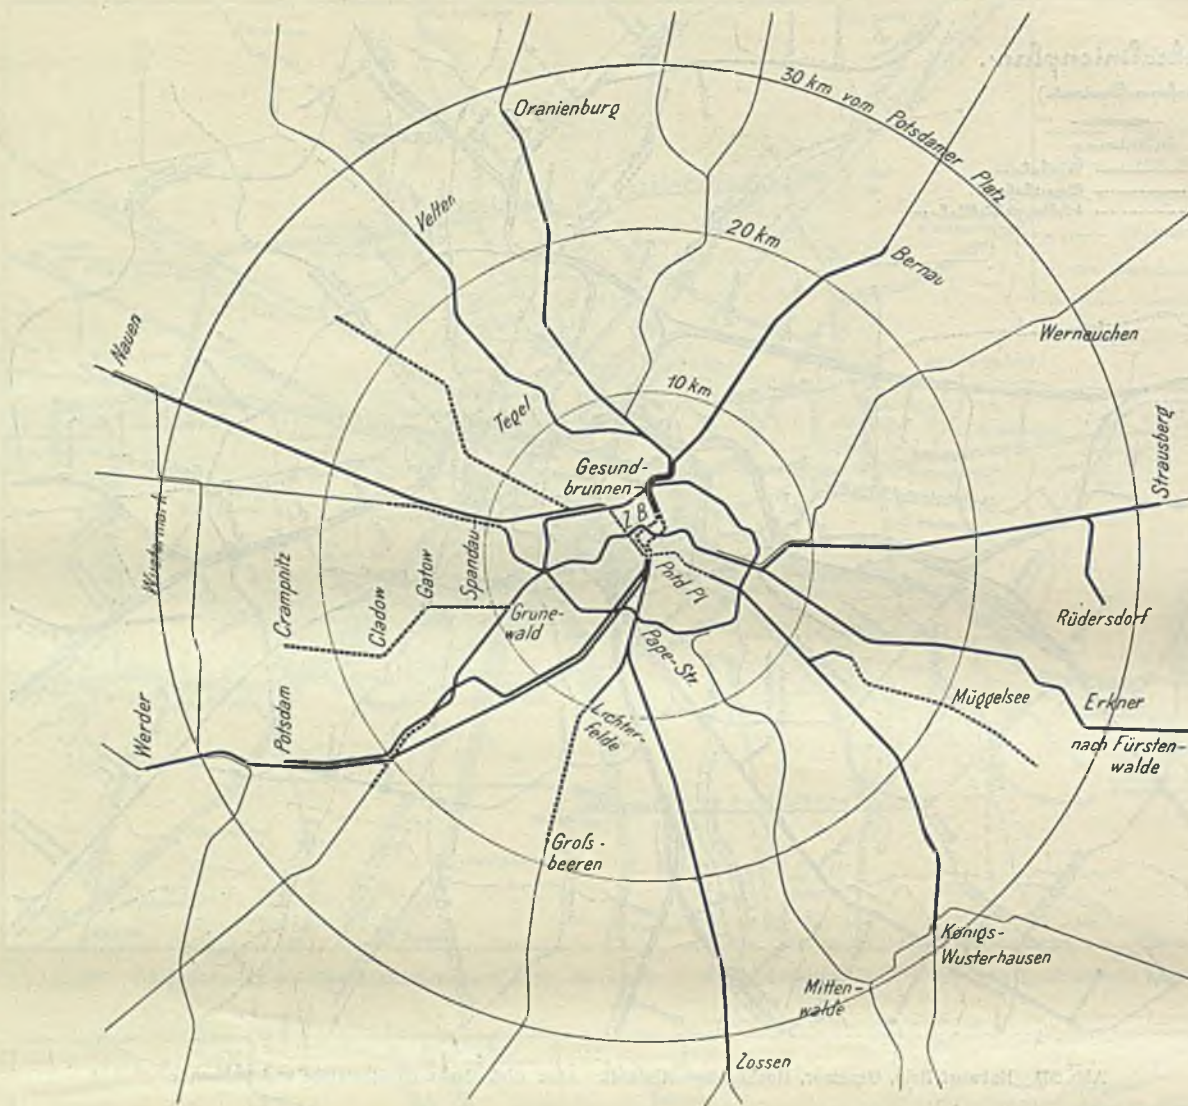 30 km vom Potsdamer Platz
Oranienburg
Velten
20 km
Bernau
Nauen
Werneuchen
10 km
Tegel
Strausberg
Gesund-
brunnen
Z B
Wustermark
Spandau
Gatow
Cladow
Crampnitz
Potsd Pl
Grune-
wald
Rüdersdorf
Pape-Str.
Müggelsee
Erkner
nach Fürsten-
walde
Werder
Potsdam
Lichter-
felde
Groß-
beeren
Königs-
Wusterhausen
Mitten-
walde
Zossen